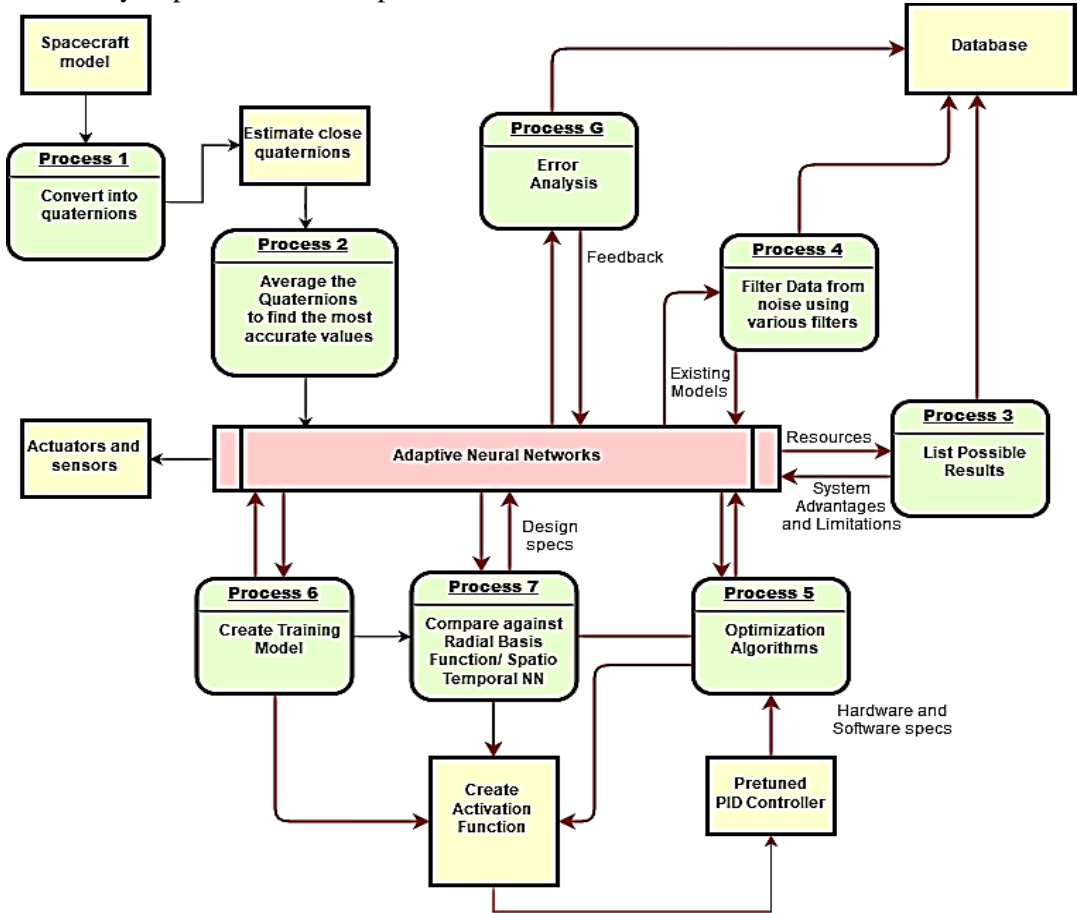 Spacecraft
model
Database
Process G
Error
Analysis
Estimate close
quaternions
Process 1
Convert into
quaternions
Process 2
Average the
Quaternions
to find the most
accurate values
Feedback
Process 4
Filter Data from
noise using
various filters
Existing
Models
Process 3
List Possible
Results
Resources
System
Advantages
and Limitations
Actuators and
sensors
Adaptive Neural Networks
Design
specs
Process 6
Create Training
Model
Process 7
Compare against
Radial Basis
Function/ Spatio
Temporal NN
Process 5
Optimization
Algorithms
Hardware and
Software specs
Create
Activation
Function
Pretuned
PID Controller